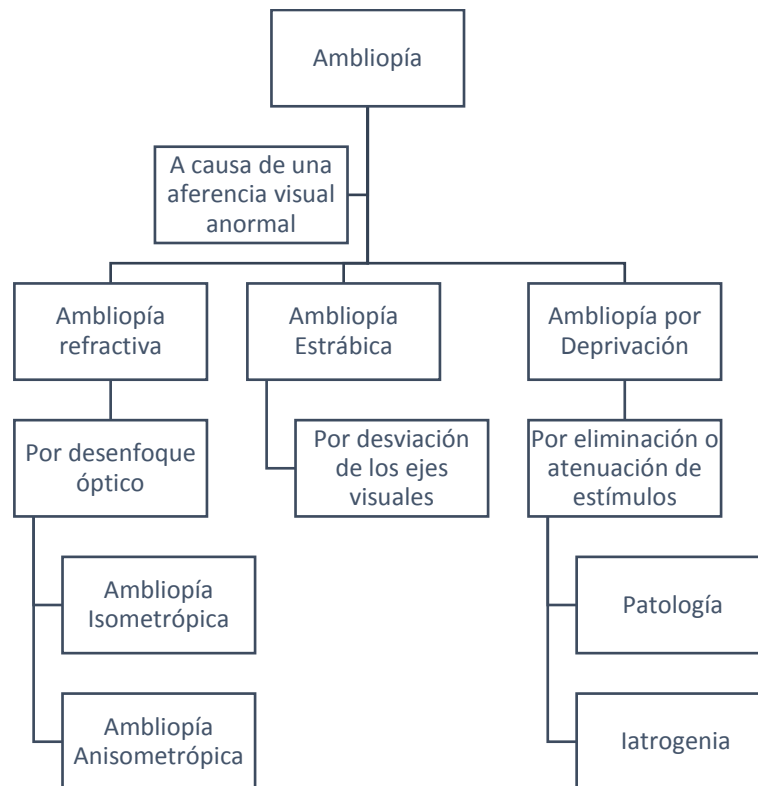 Ambliopía
A causa de una
aferencia visual
anormal
Ambliopía
refractiva
Ambliopía
Estrábica
Ambliopía por
Deprivación
Por desenfoque
óptico
Por desviación
de los ejes
visuales
Por eliminación o
atenuación de
estímulos
Ambliopía
Isometrópica
Patología
Ambliopía
Anisometrópica
Iatrogenia